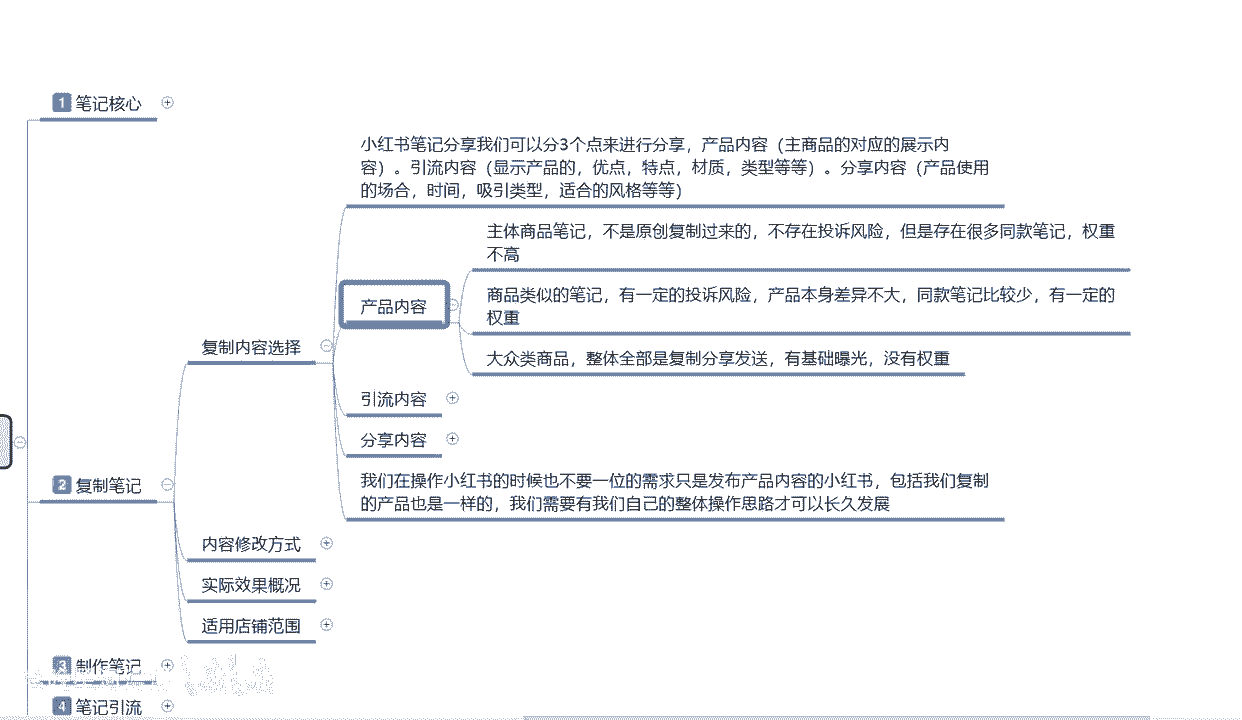 1 笔记核心
小红书笔记分享我们可以分3个点来进行分享，产品内容（主商品的对应的展示内
容）。引流内容（显示产品的，优点，特点，材质，类型等等）。分享内容（产品使用
的场合，时间，吸引类型，适合的风格等等）
主体商品笔记，不是原创复制过来的，不存在投诉风险，但是存在很多同款笔记，权重
不高
产品内容
商品类似的笔记，有一定的投诉风险，产品本身差异不大，同款笔记比较少，有一定的
权重
复制内容选择
大众类商品，整体全部是复制分享发送，有基础曝光，没有权重
引流内容
分享内容
2 复制笔记
我们在操作小红书的时候也不要一位的需求只是发布产品内容的小红书，包括我们复制
的产品也是一样的，我们需要有我们自己的整体操作思路才可以长久发展
内容修改方式
实际效果概况
适用店铺范围
3 制作笔记
4 笔记引流